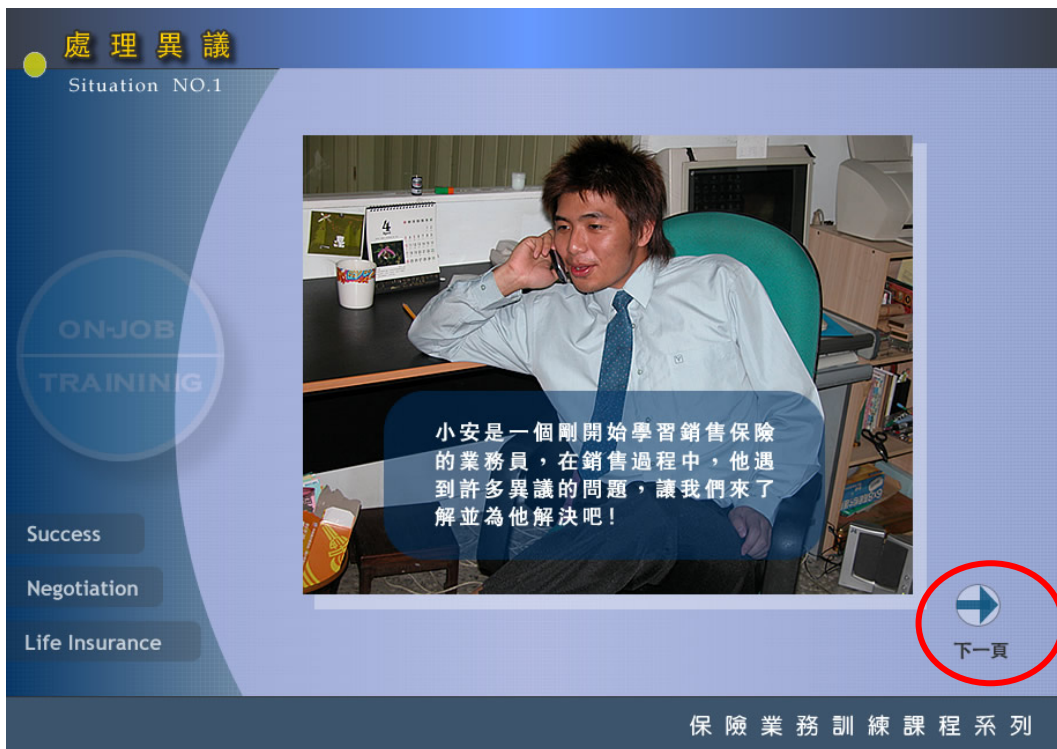 處理異議
Situation NO.1
ON-JOB
TRAININIG
4
小安是一個剛開始學習銷售保險
的業務員，在銷售過程中，他遇
到許多異議的問題，讓我們來了
解並為他解決吧！
Success
Negotiation
Life Insurance
下一頁
保險業務訓練課程系列